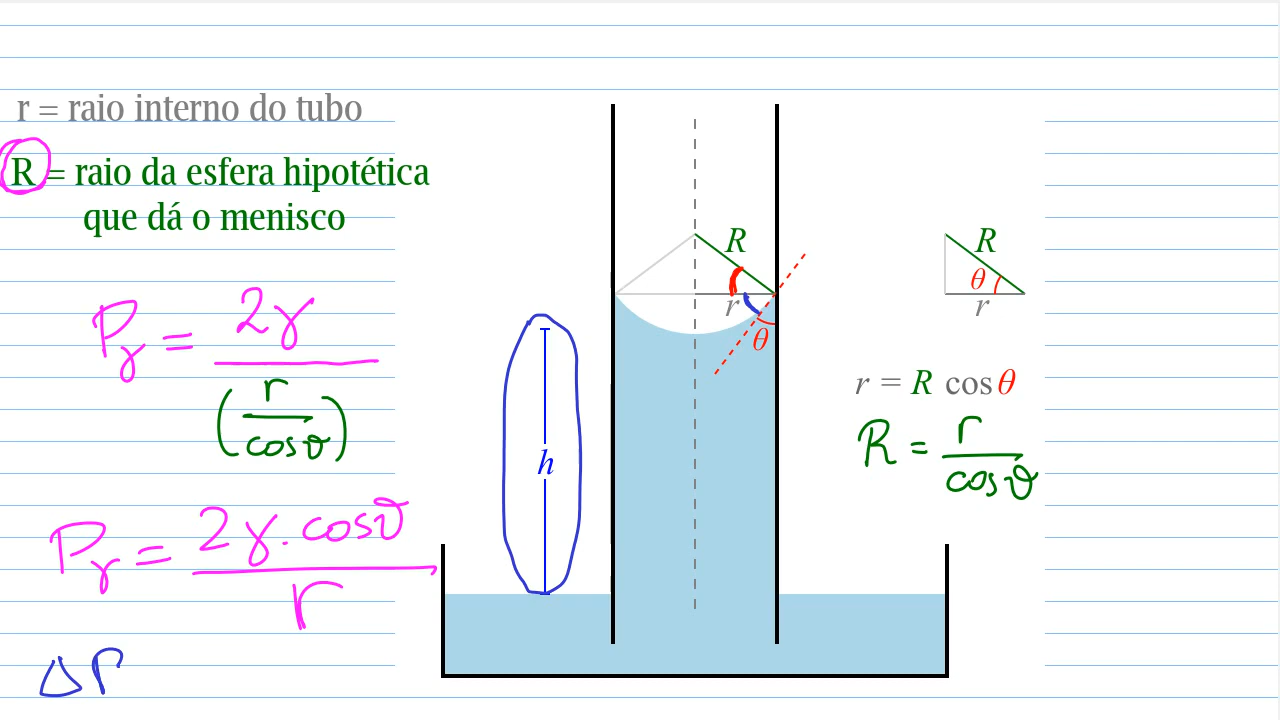 r = raio interno do tubo
R = raio da esfera hipotética
que dá o menisco
Pγ = 2γ / (r / cosθ)
Pγ = 2γ.cosθ / r
ΔP
h
R
r
θ
R
θ
r
r = R cosθ
R = r / cosθ